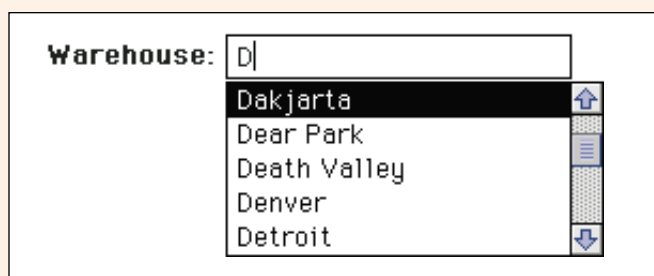 Warehouse: D
Dakjarta
Dear Park
Death Valley
Denver
Detroit